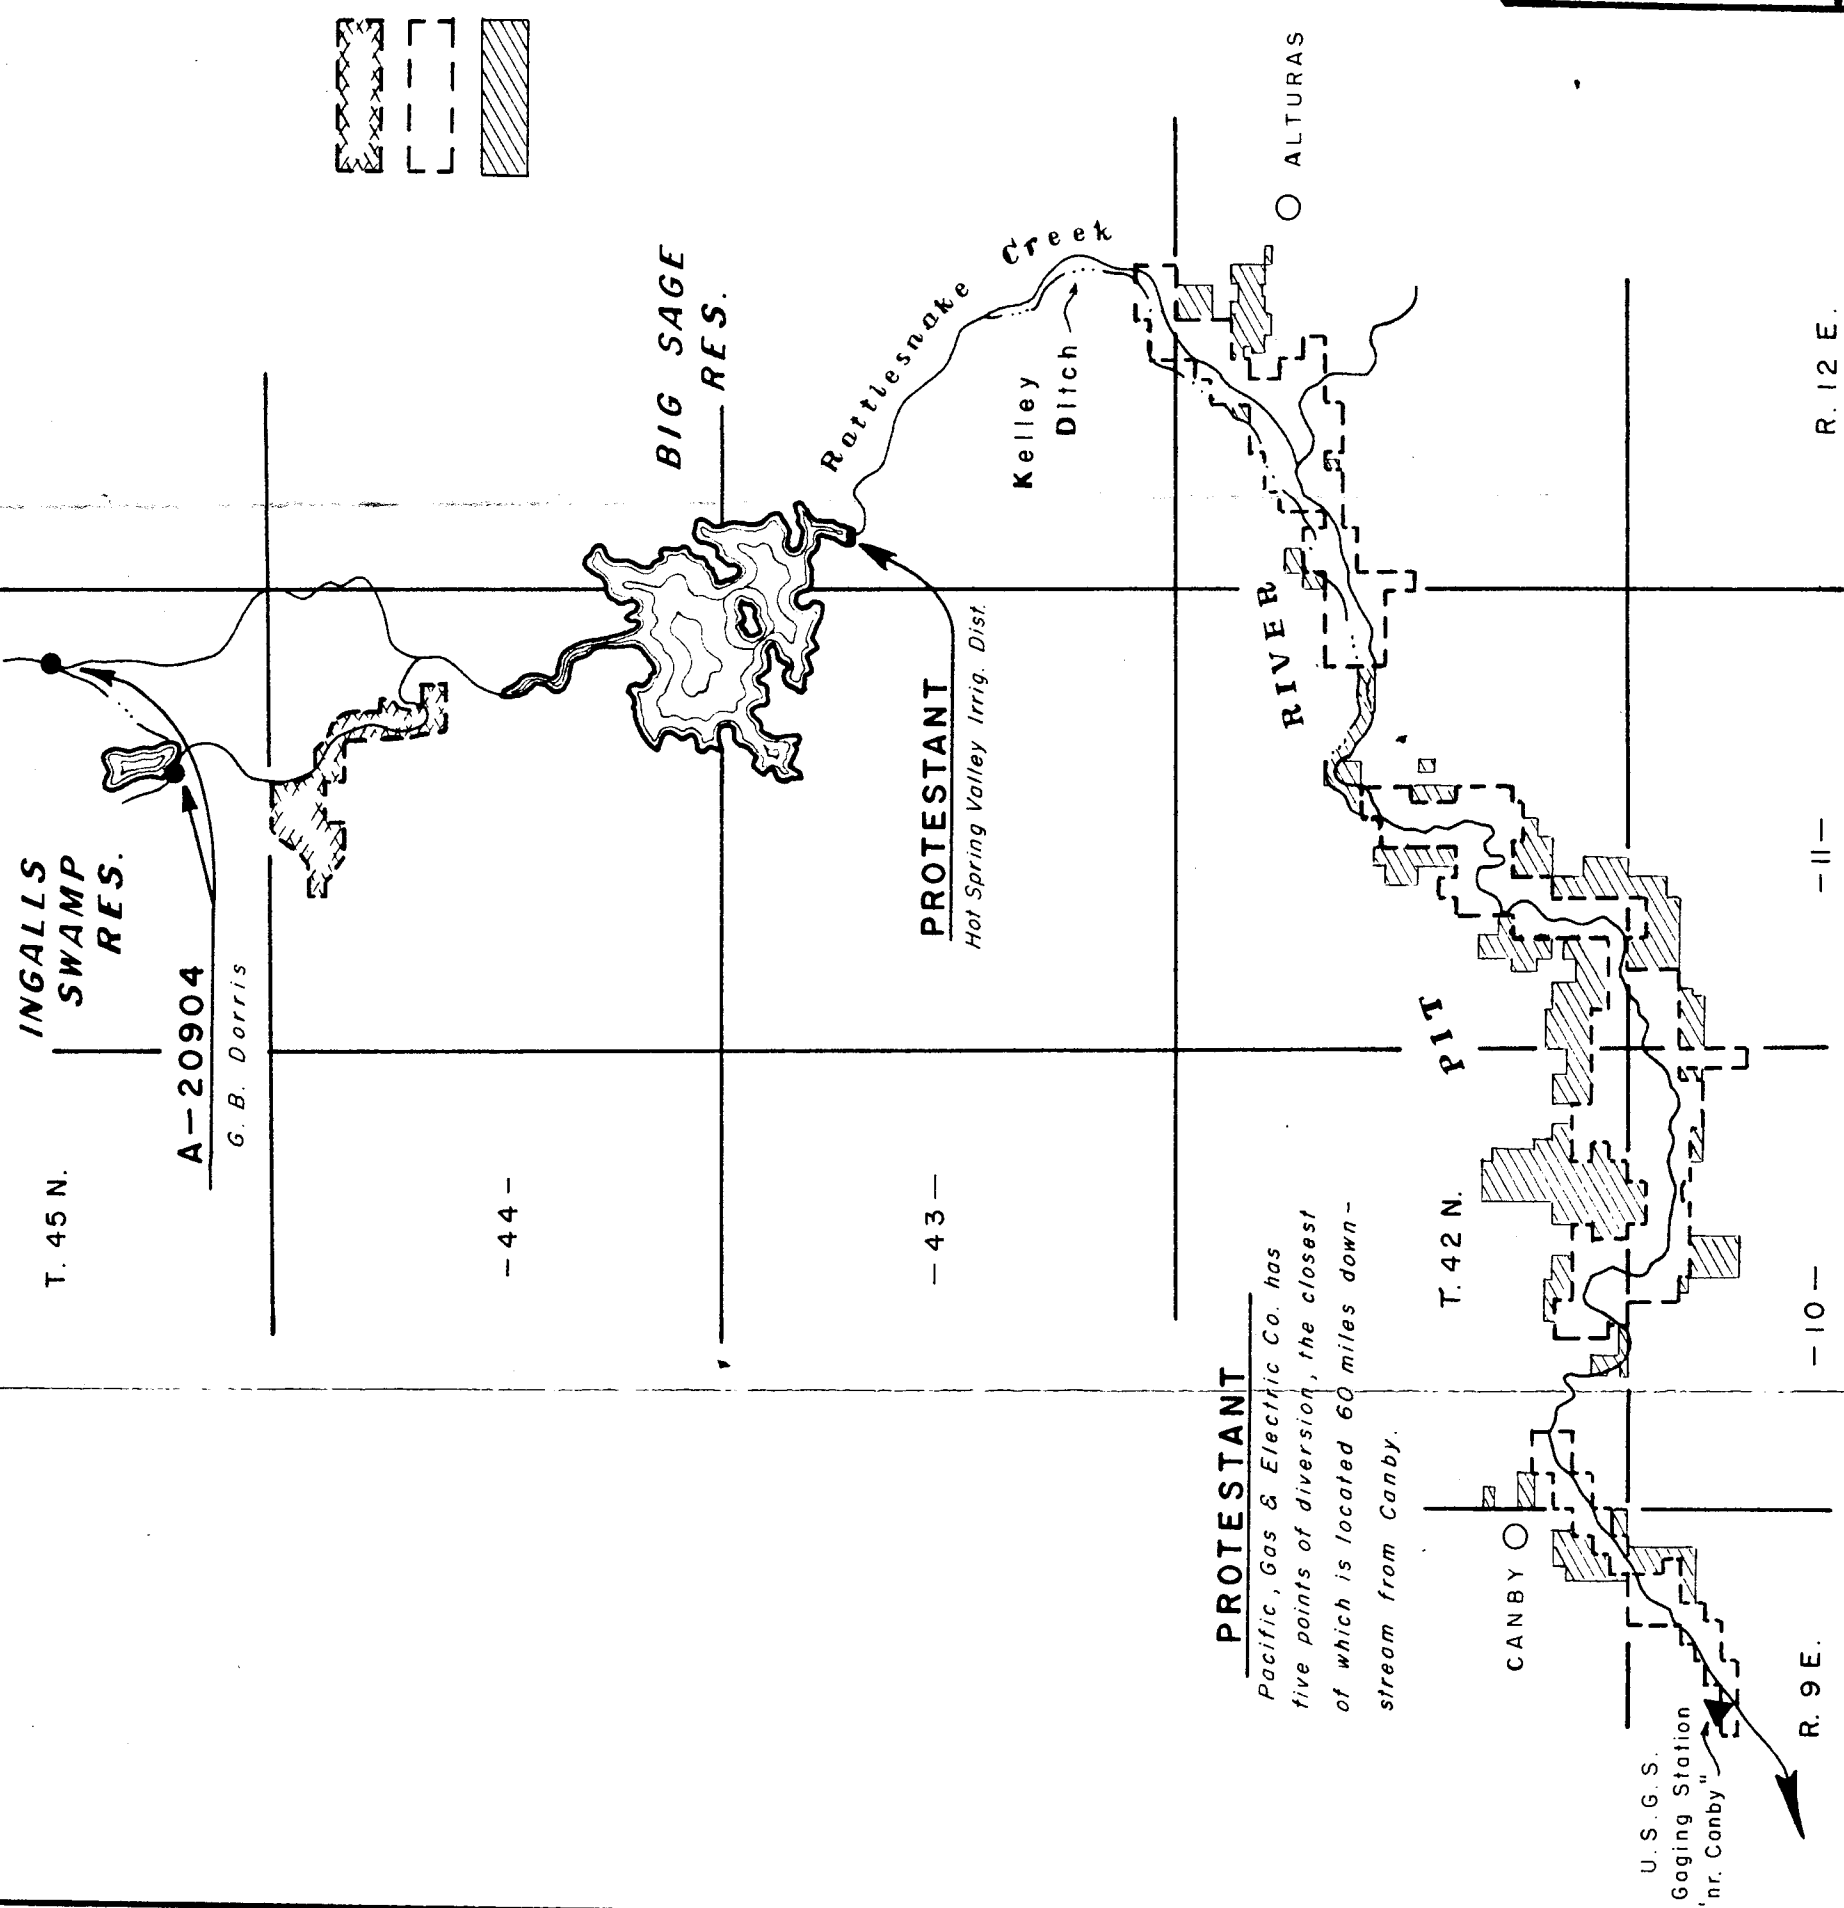 INGALLS
SWAMP
RES.
A-20904
G. B. Dorris
BIG SAGE
RES.
Rattlesnake Creek
Kelley
Ditch
ALTURAS
PROTESTANT
Hot Spring Valley Irrig. Dist.
PIT RIVER
T. 45 N.
-44-
-43-
T. 42 N.
PROTESTANT
Pacific, Gas & Electric Co. has
five points of diversion, the closest
of which is located 60 miles down-
stream from Canby.
CANBY
U.S.G.S.
Gaging Station
"nr. Canby"
R. 9 E.
-10-
-11-
R. 12 E.